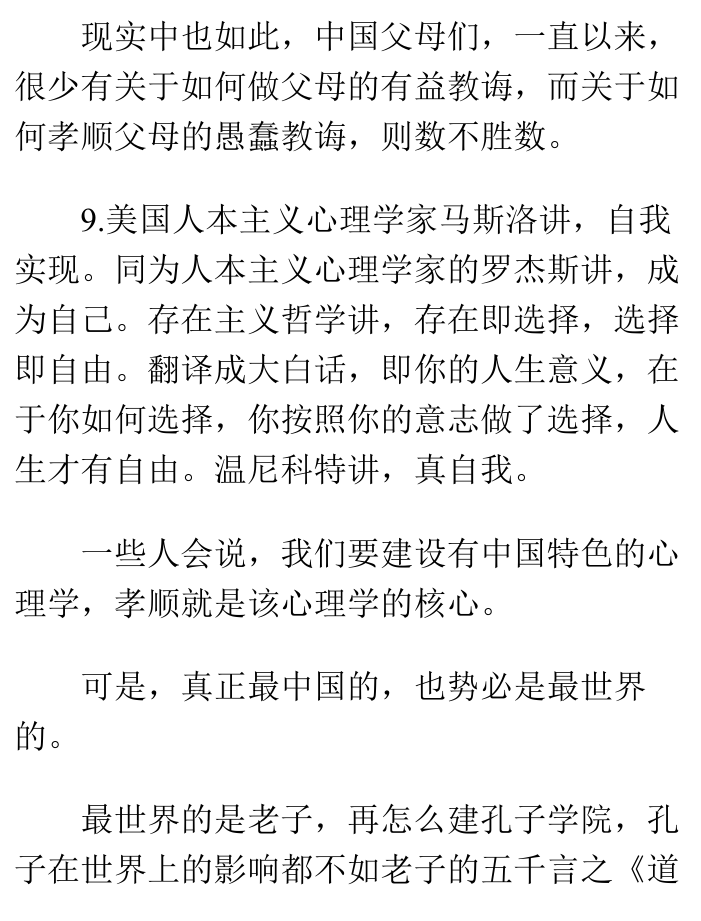 现实中也如此，中国父母们，一直以来，
很少有关于如何做父母的有益教诲，而关于如
何孝顺父母的愚蠢教诲，则数不胜数。
9.美国人本主义心理学家马斯洛讲，自我
实现。同为人本主义心理学家的罗杰斯讲，成
为自己。存在主义哲学讲，存在即选择，选择
即自由。翻译成大白话，即你的人生意义，在
于你如何选择，你按照你的意志做了选择，人
生才有自由。温尼科特讲，真自我。
一些人会说，我们要建设有中国特色的心
理学，孝顺就是该心理学的核心。
可是，真正最中国的，也势必是最世界
的。
最世界的是老子，再怎么建孔子学院，孔
子在世界上的影响都不如老子的五千言之《道